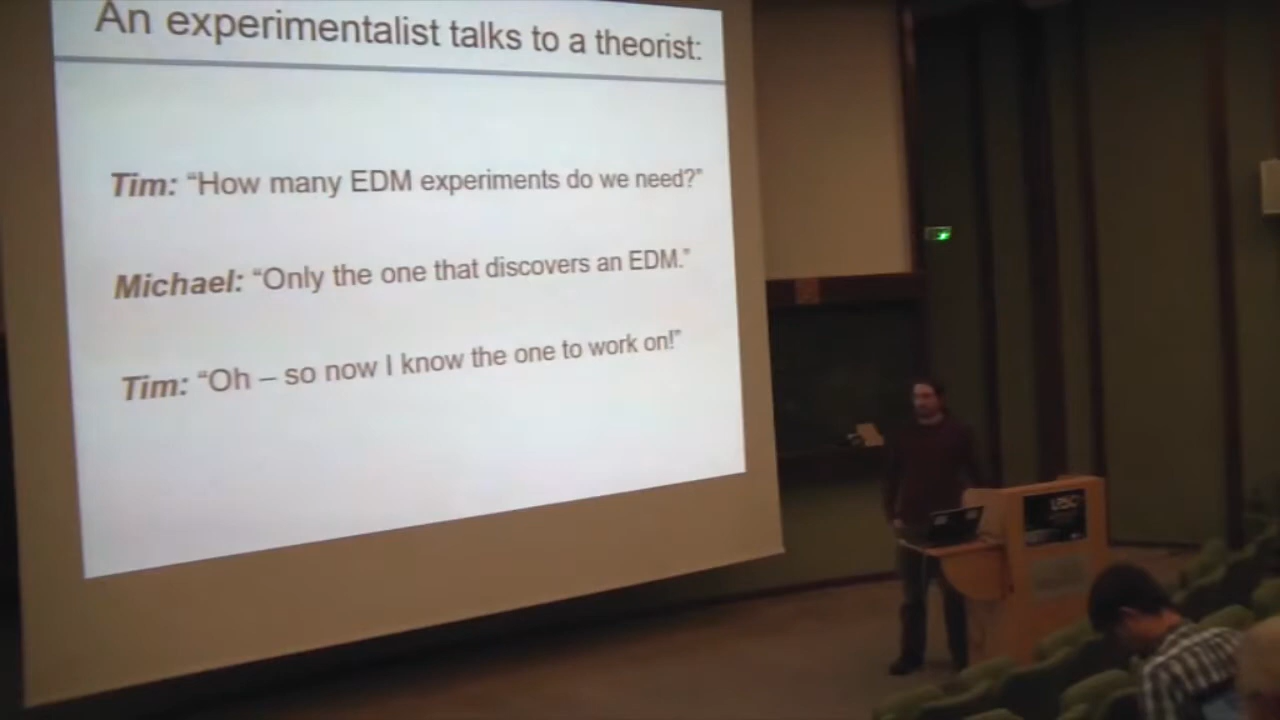 An experimentalist talks to a theorist:
Tim: “How many EDM experiments do we need?”
Michael: “Only the one that discovers an EDM.”
Tim: “Oh – so now I know the one to work on!”